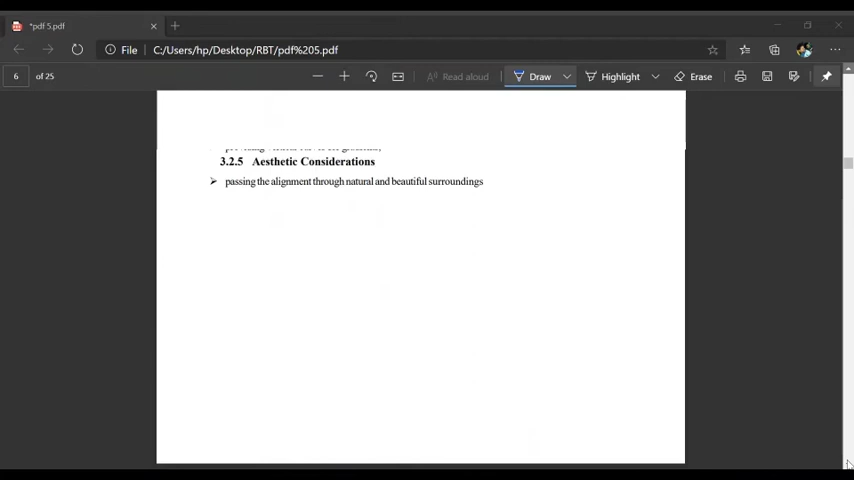 *pdf 5.pdf
File C:/Users/hp/Desktop/RBT/pdf%205.pdf
6 of 25 Read aloud Draw Highlight Erase
3.2.5 Aesthetic Considerations
➢ passing the alignment through natural and beautiful surroundings